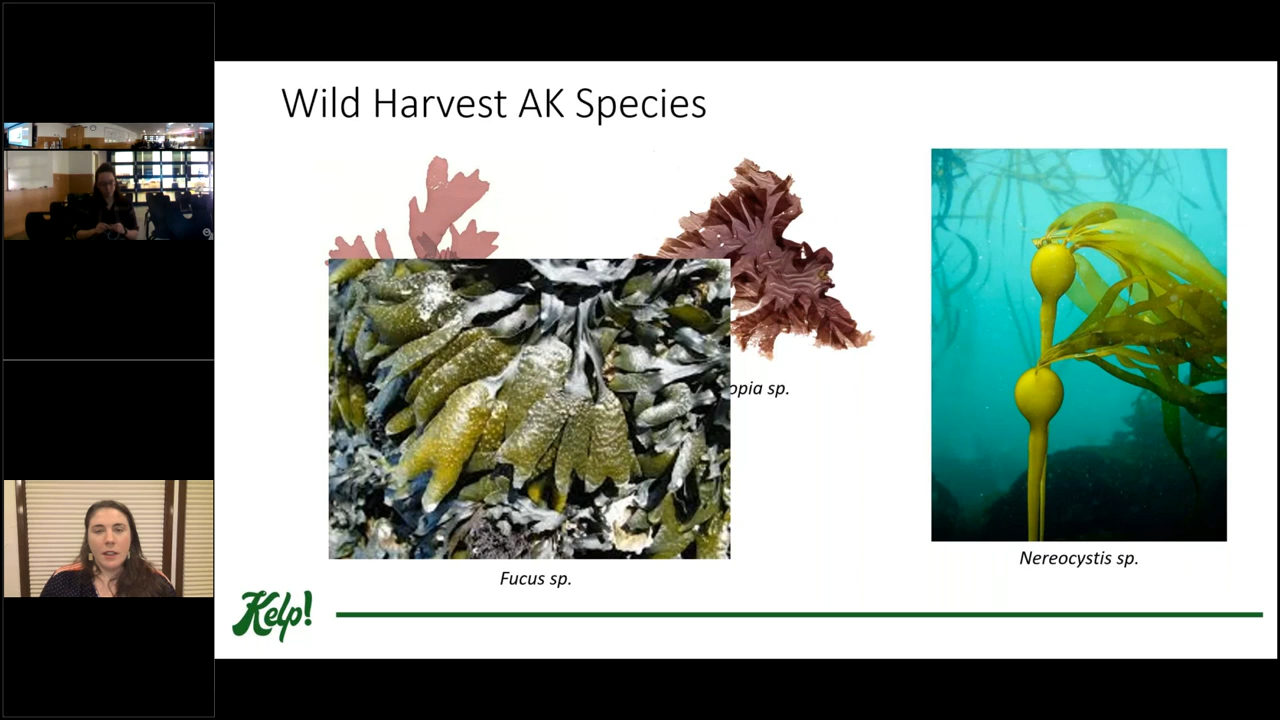 Wild Harvest AK Species
opia sp.
Nereocystis sp.
Fucus sp.
Kelp!